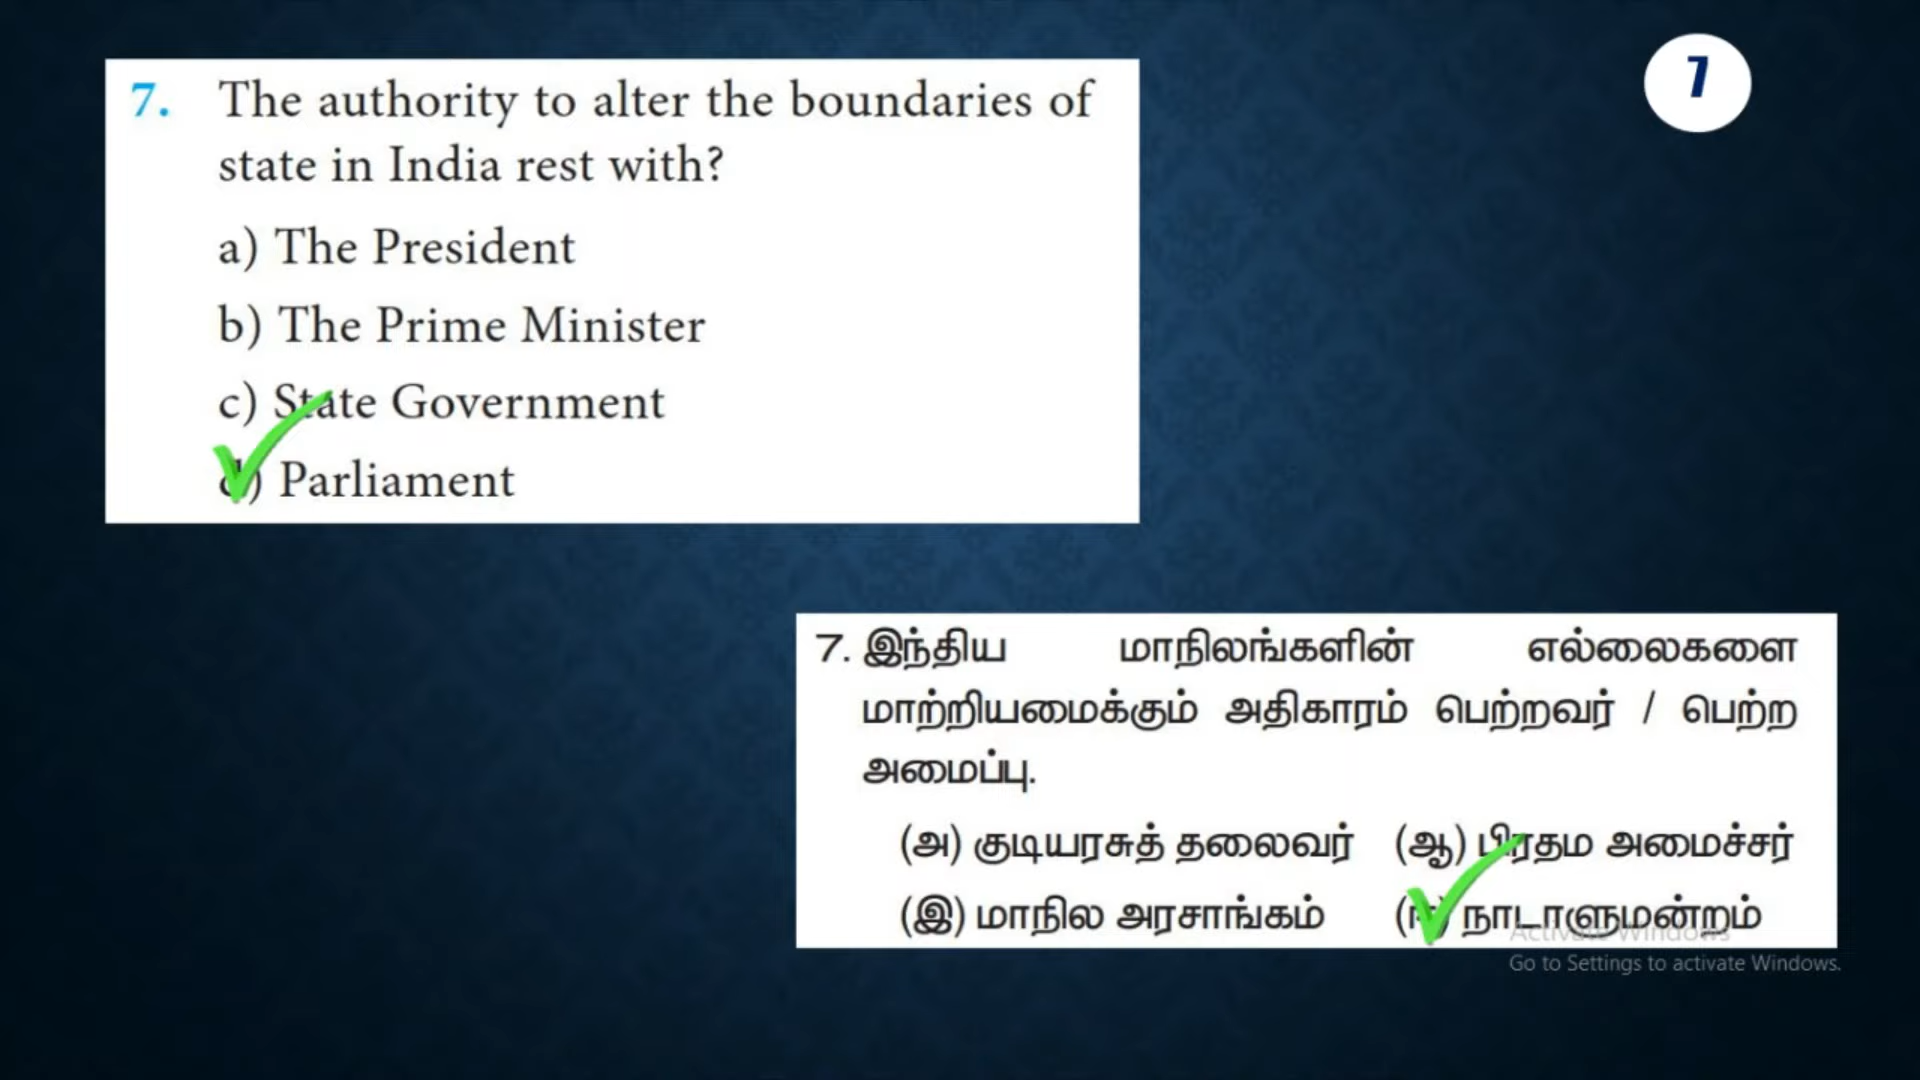 7
7. The authority to alter the boundaries of
state in India rest with?
a) The President
b) The Prime Minister
c) State Government
d) Parliament
7. இந்திய மாநிலங்களின் எல்லைகளை
மாற்றியமைக்கும் அதிகாரம் பெற்றவர் / பெற்ற
அமைப்பு.
(அ) குடியரசுத் தலைவர் (ஆ) பிரதம அமைச்சர்
(இ) மாநில அரசாங்கம் (ஈ) நாடாளுமன்றம்
Activate Windows
Go to Settings to activate Windows.